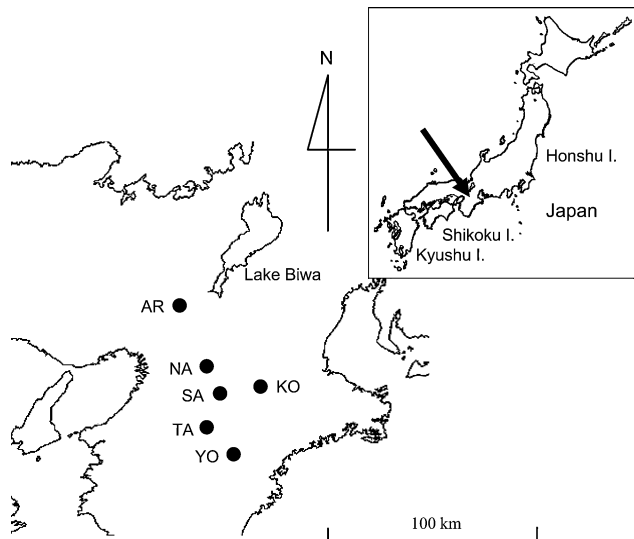 N
Honshu I.
Japan
Shikoku I.
Kyushu I.
Lake Biwa
AR
NA
SA
KO
TA
YO
100 km